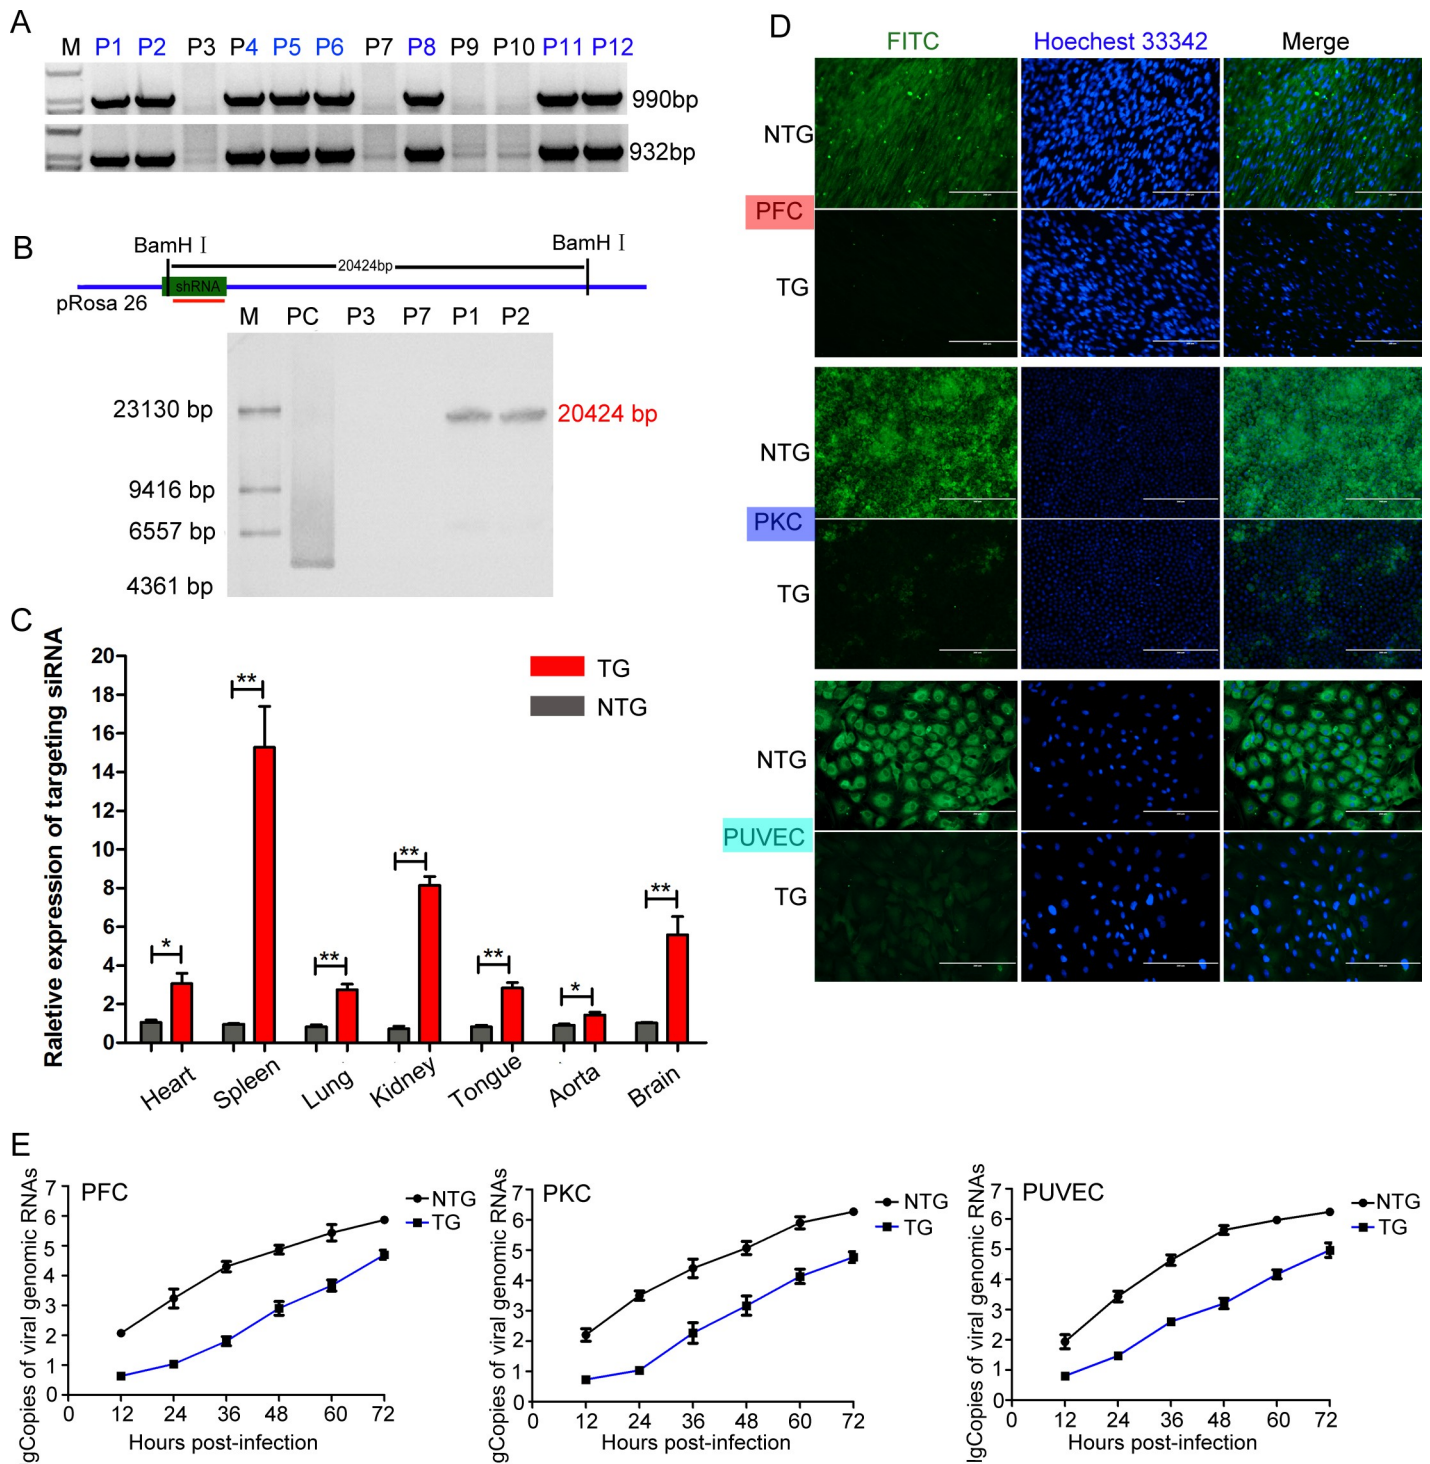 A
M P1 P2 P3 P4 P5 P6 P7 P8 P9 P10 P11 P12
990bp
932bp
B
BamH I
BamH I
20424bp
shRNA
pRosa 26
M PC P3 P7 P1 P2
23130 bp
20424 bp
9416 bp
6557 bp
4361 bp
C
Raletive expression of targeting siRNA
20
18
16
14
12
10
8
6
4
2
0
TG
NTG
*
**
**
**
**
*
**
Heart
Spleen
Lung
Kidney
Tongue
Aorta
Brain
D
FITC
Hoechest 33342
Merge
NTG
PFC
TG
NTG
PKC
TG
NTG
PUVEC
TG
E
gCopies of viral genomic RNAs
PFC
NTG
TG
7
6
5
4
3
2
1
0
0 12 24 36 48 60 72
Hours post-infection
gCopies of viral genomic RNAs
PKC
NTG
TG
7
6
5
4
3
2
1
0
0 12 24 36 48 60 72
Hours post-infection
lgCopies of viral genomic RNAs
PUVEC
NTG
TG
7
6
5
4
3
2
1
0
0 12 24 36 48 60 72
Hours post-infection